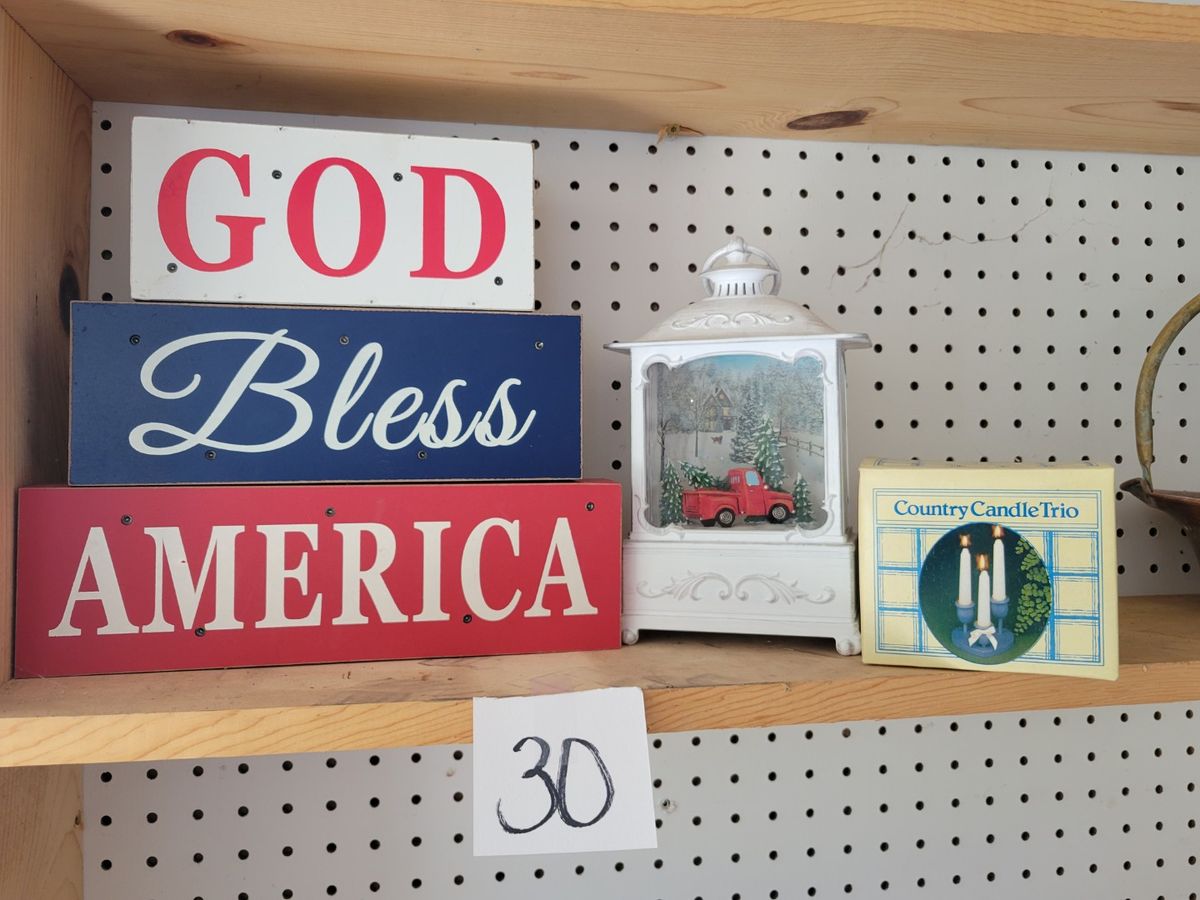 GOD
Bless
AMERICA
Country Candle Trio
30